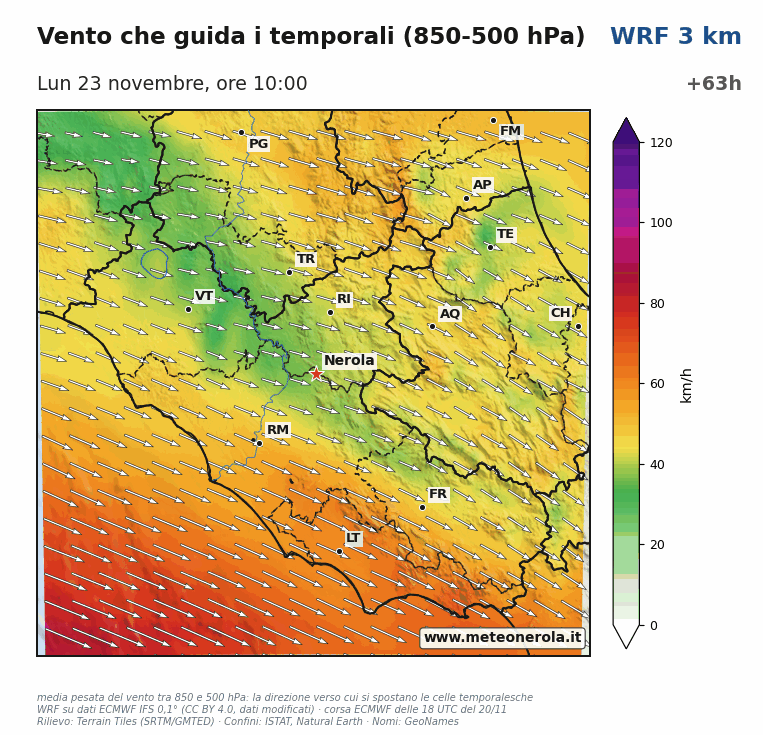 Vento che guida i temporali (850-500 hPa) WRF 3 km
Lun 23 novembre, ore 10:00 +63h
PG
FM
AP
TE
TR
VT
RI
AQ
CH
Nerola
RM
FR
LT
www.meteonerola.it
120
100
80
60
40
20
0
km/h
media pesata del vento tra 850 e 500 hPa: la direzione verso cui si spostano le celle temporalesche
WRF su dati ECMWF IFS 0,1° (CC BY 4.0, dati modificati) · corsa ECMWF delle 18 UTC del 20/11
Rilievo: Terrain Tiles (SRTM/GMTED) · Confini: ISTAT, Natural Earth · Nomi: GeoNames